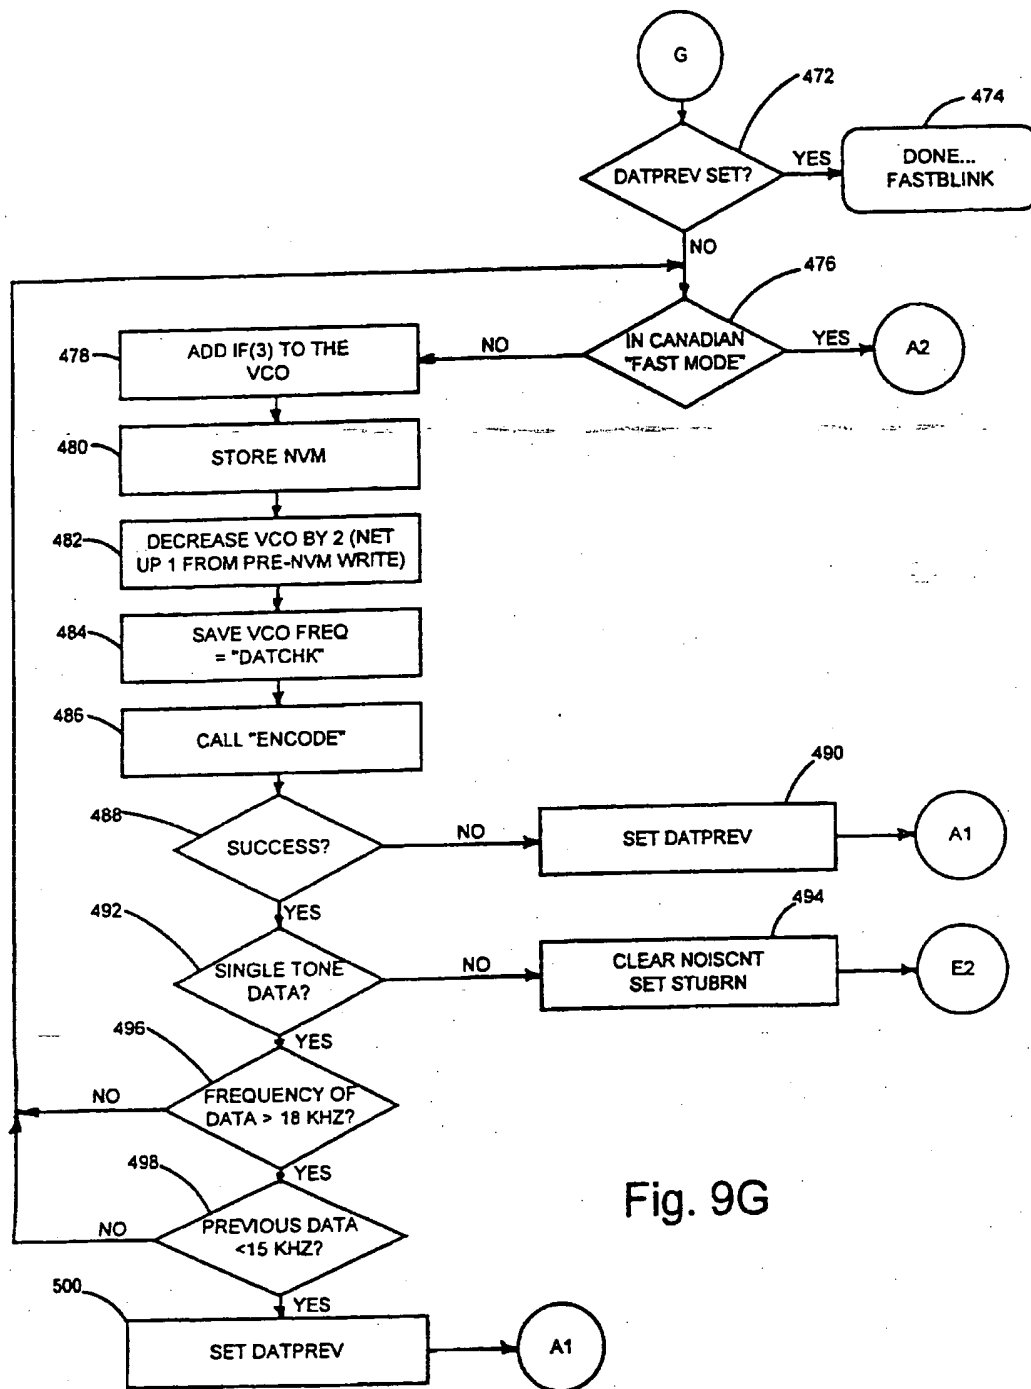 G
472
474
DATPREV SET?
YES
DONE...
FASTBLINK
NO
476
IN CANADIAN
"FAST MODE"
YES
A2
NO
478
ADD IF(3) TO THE
VCO
480
STORE NVM
482
DECREASE VCO BY 2 (NET
UP 1 FROM PRE-NVM WRITE)
484
SAVE VCO FREQ
= "DATCHK"
486
CALL "ENCODE"
488
SUCCESS?
NO
490
SET DATPREV
A1
YES
492
SINGLE TONE
DATA?
NO
494
CLEAR NOISCNT
SET STUBRN
E2
YES
496
FREQUENCY OF
DATA > 18 KHZ?
NO
YES
498
PREVIOUS DATA
<15 KHZ?
NO
YES
500
SET DATPREV
A1
Fig. 9G